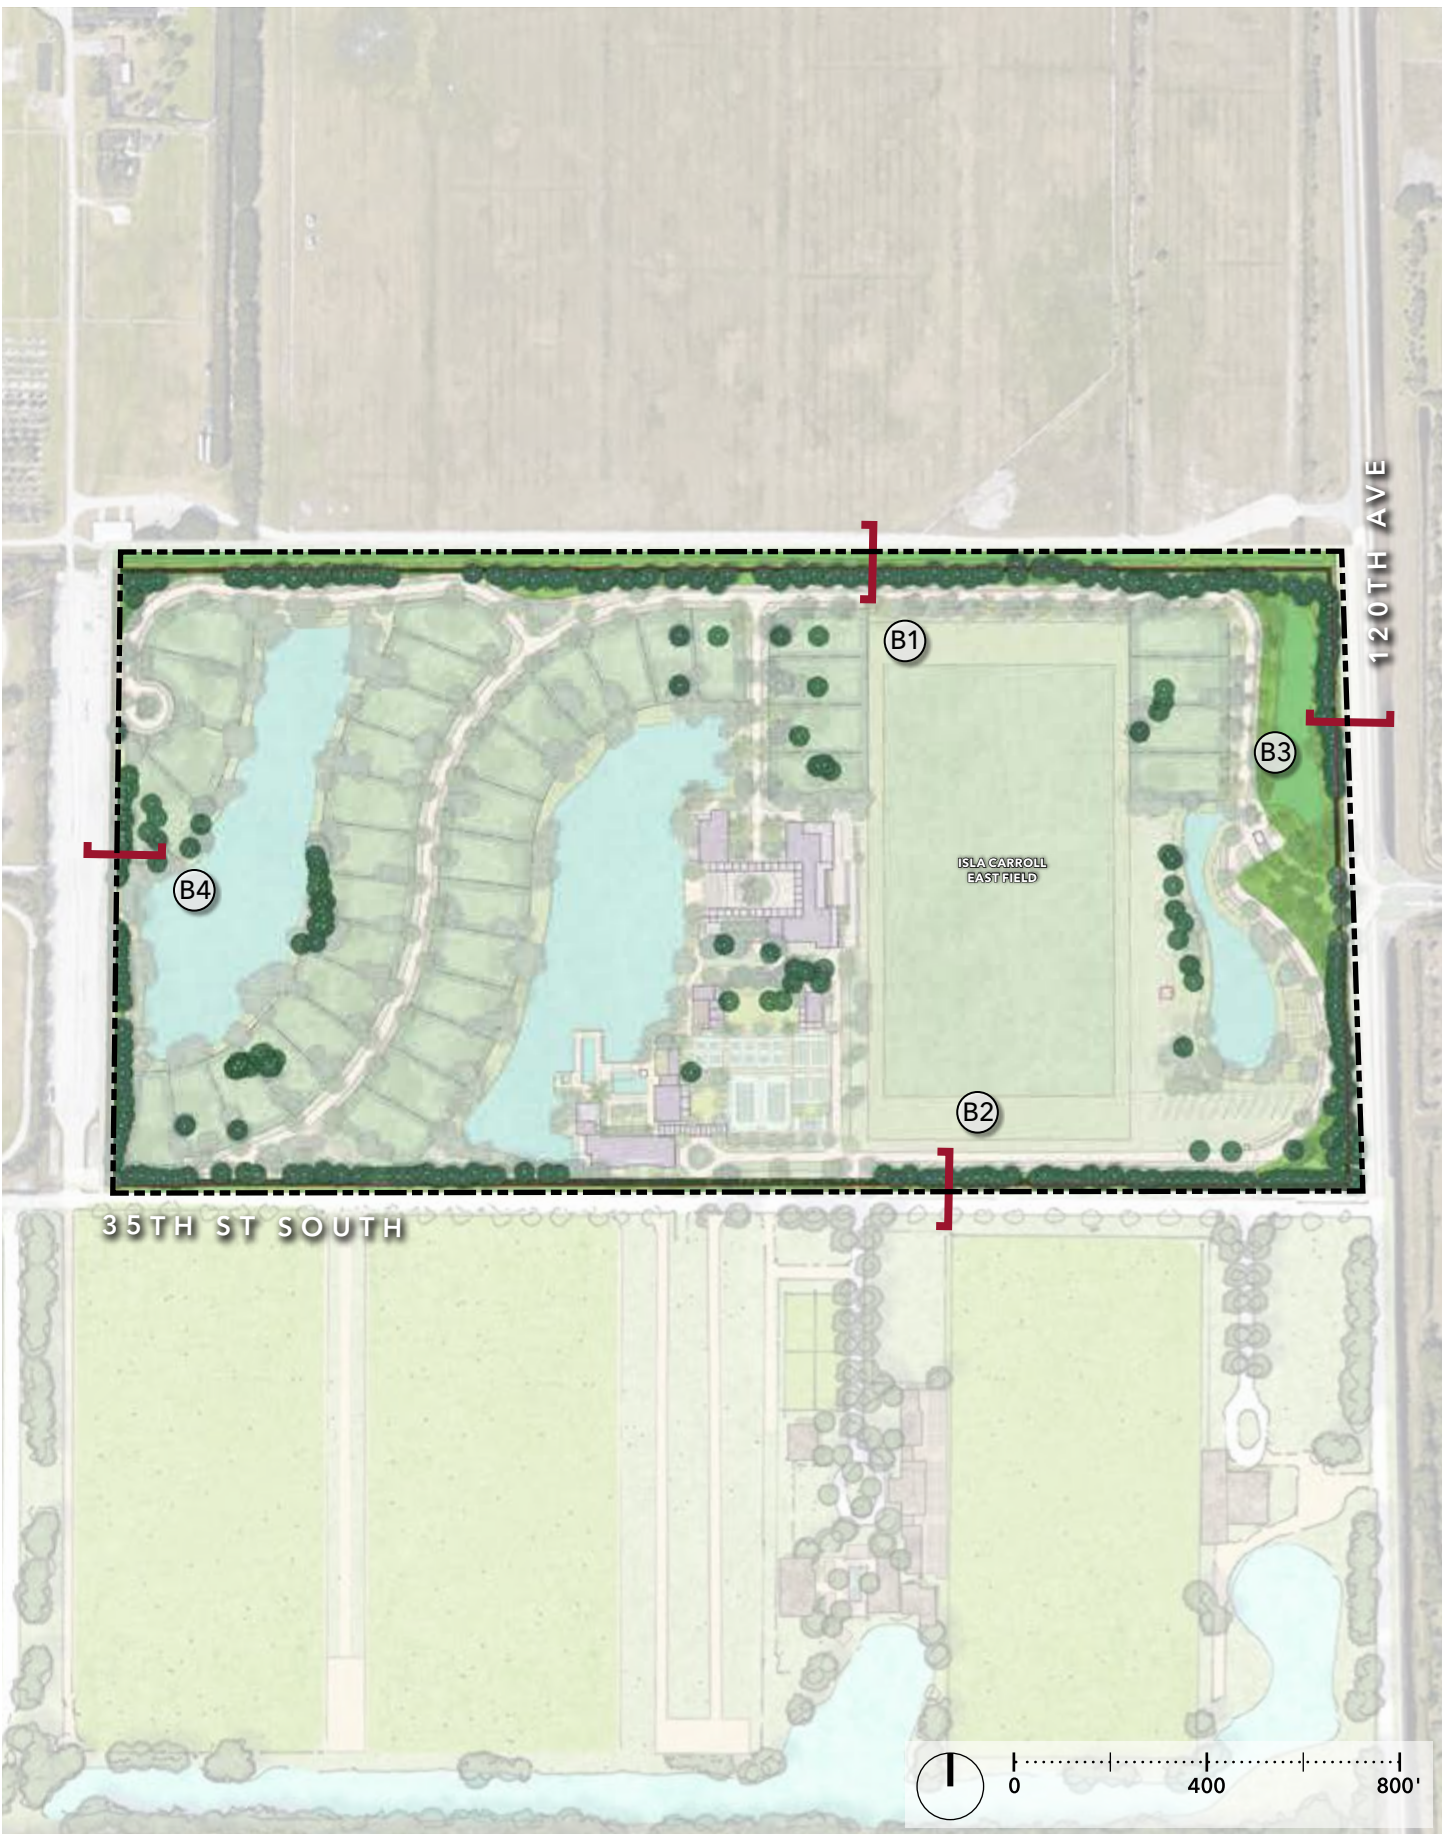 120TH AVE
B1
B3
ISLA CARROLL
EAST FIELD
B4
B2
35TH ST SOUTH
0 400 800'